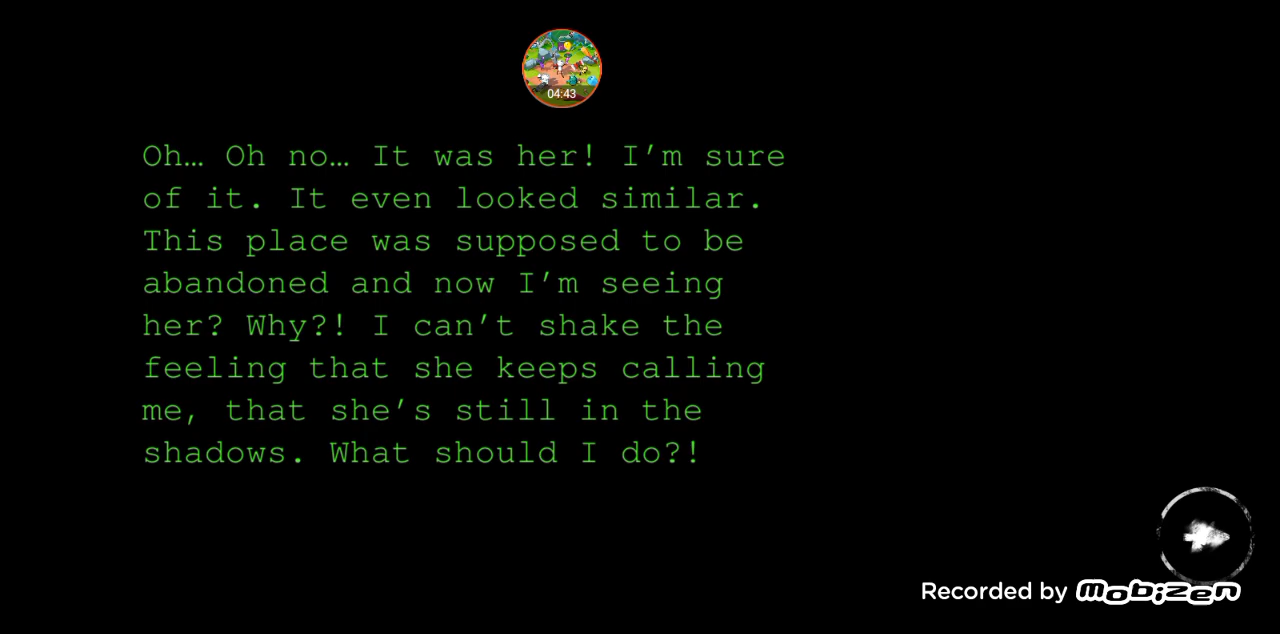 04:43
Oh… Oh no… It was her! I’m sure
of it. It even looked similar.
This place was supposed to be
abandoned and now I’m seeing
her? Why?! I can’t shake the
feeling that she keeps calling
me, that she’s still in the
shadows. What should I do?!
Recorded by Mobizen